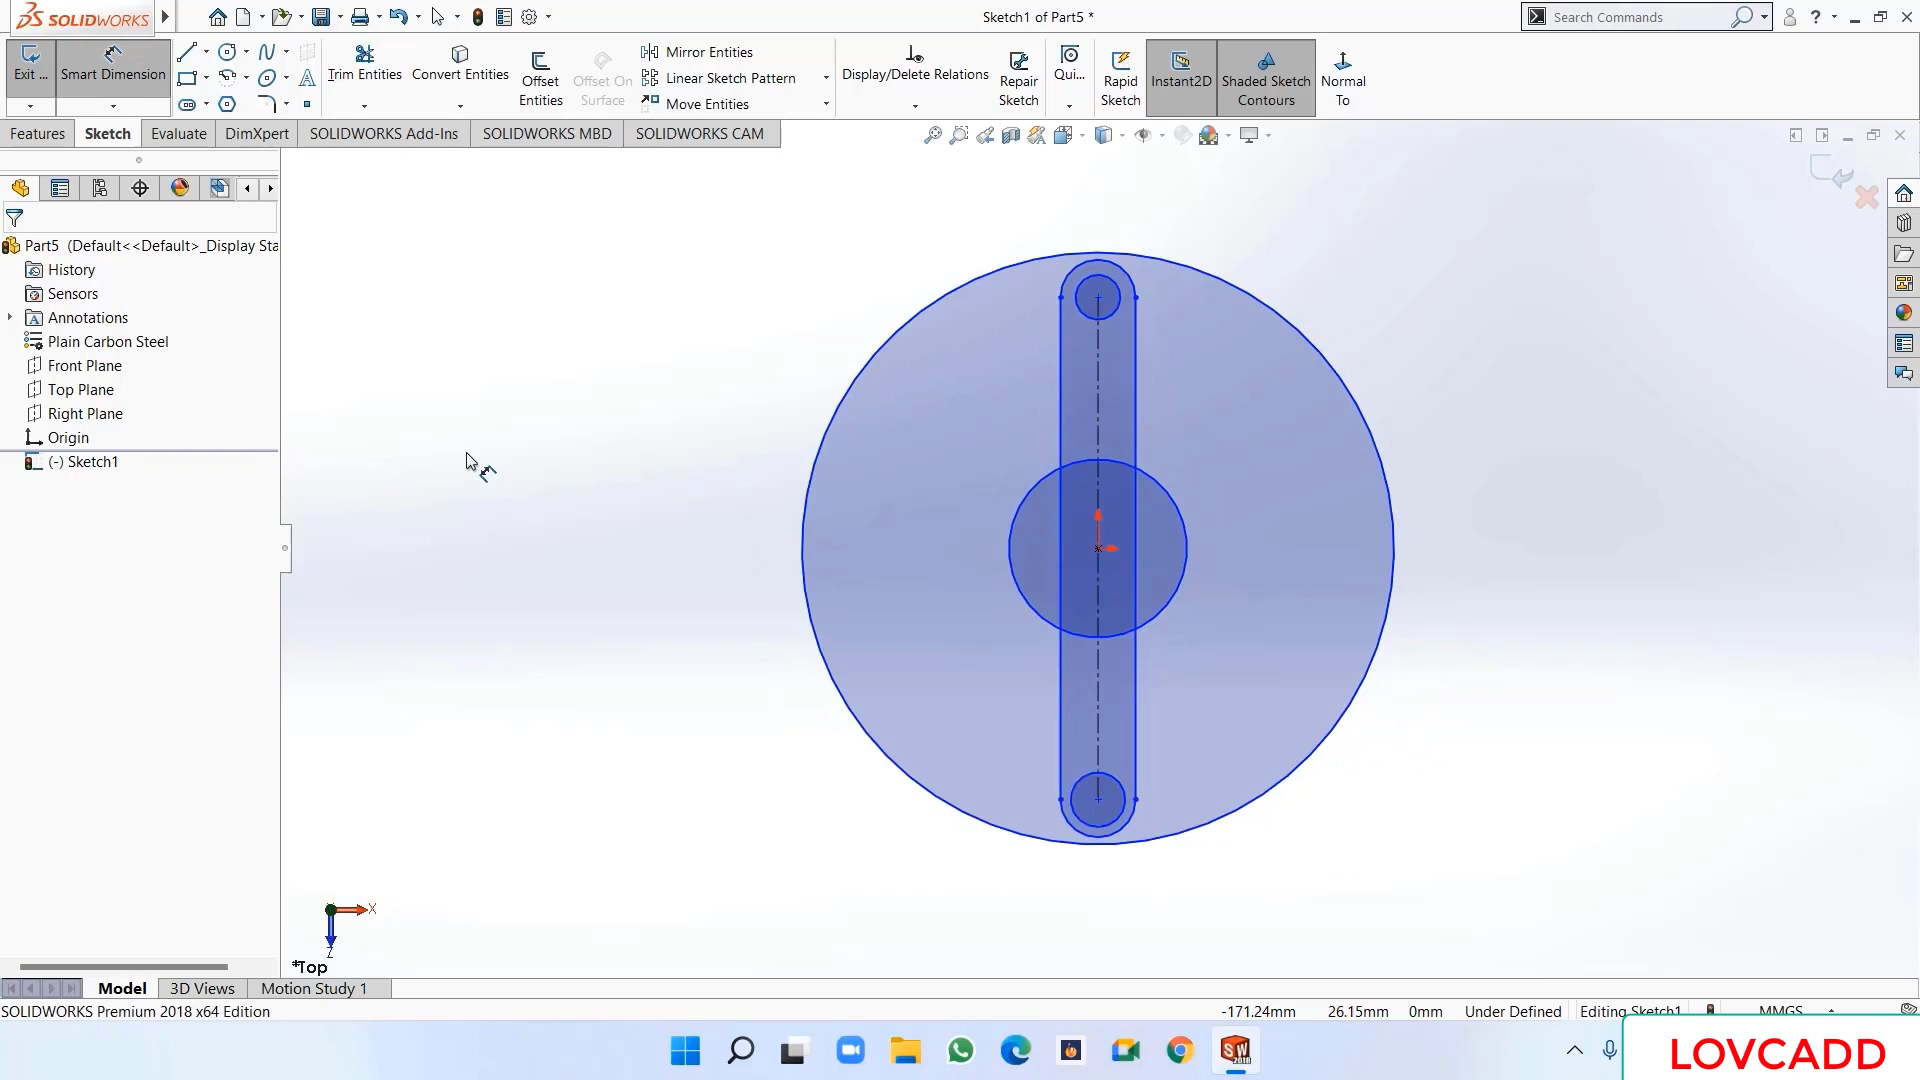 SOLIDWORKS
Sketch1 of Part5 *
Search Commands
Exit ...
Smart Dimension
Trim Entities
Convert Entities
Offset Entities
Offset On Surface
Mirror Entities
Linear Sketch Pattern
Move Entities
Display/Delete Relations
Repair Sketch
Qui...
Rapid Sketch
Instant2D
Shaded Sketch Contours
Normal To
Features
Sketch
Evaluate
DimXpert
SOLIDWORKS Add-Ins
SOLIDWORKS MBD
SOLIDWORKS CAM
Part5 (Default<<Default>_Display Sta
History
Sensors
Annotations
Plain Carbon Steel
Front Plane
Top Plane
Right Plane
Origin
(-) Sketch1
X
Z
*Top
Model
3D Views
Motion Study 1
SOLIDWORKS Premium 2018 x64 Edition
-171.24mm
26.15mm
0mm
Under Defined
Editing Sketch1
MMGS
SW
2018
LOVCADD